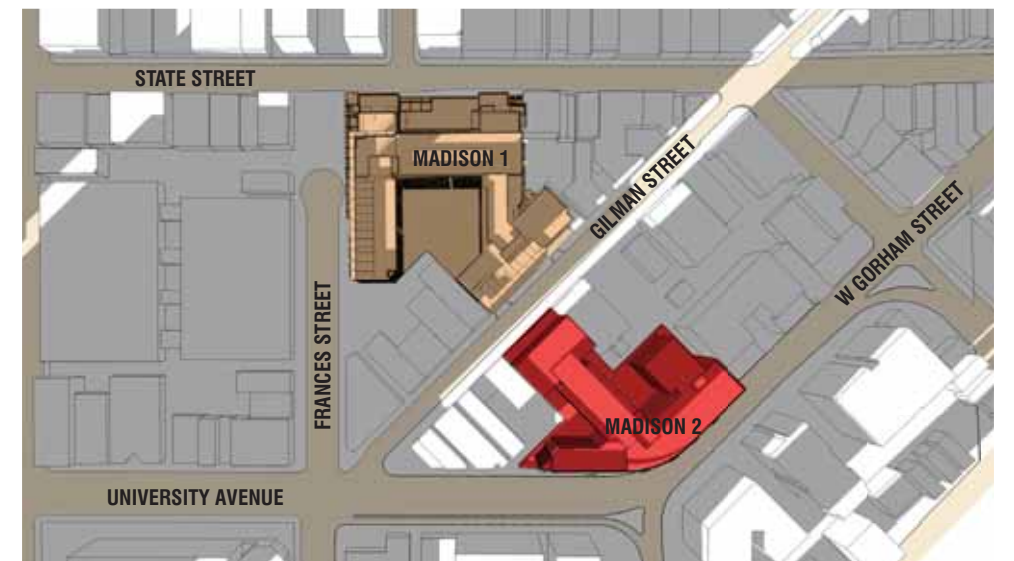 STATE STREET
MADISON 1
GILMAN STREET
W GORHAM STREET
FRANCES STREET
MADISON 2
UNIVERSITY AVENUE